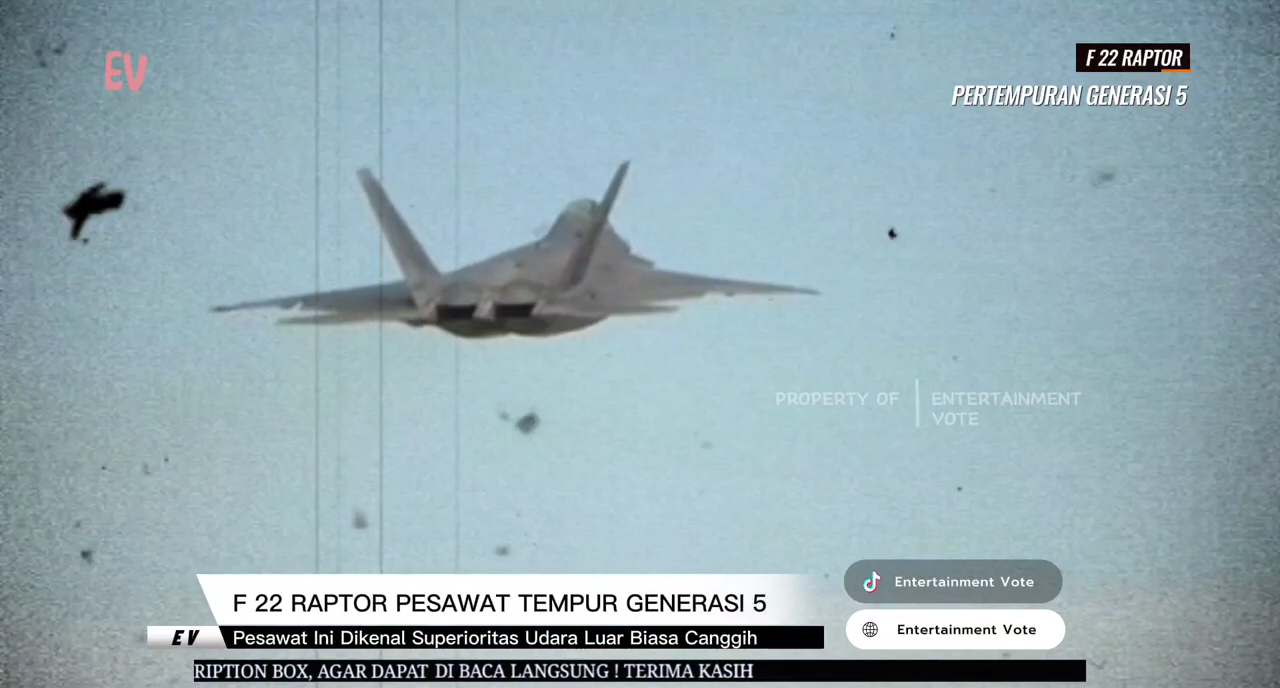 EV
F 22 RAPTOR
PERTEMPURAN GENERASI 5
PROPERTY OF
ENTERTAINMENT
VOTE
Entertainment Vote
F 22 RAPTOR PESAWAT TEMPUR GENERASI 5
Entertainment Vote
EV
Pesawat Ini Dikenal Superioritas Udara Luar Biasa Canggih
RIPTION BOX, AGAR DAPAT DI BACA LANGSUNG ! TERIMA KASIH